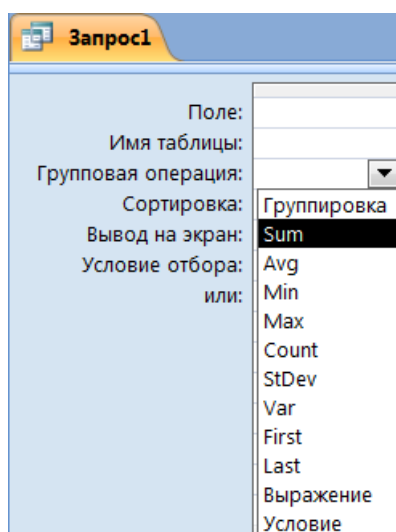 Запрос1
Поле:
Имя таблицы:
Групповая операция:
Сортировка:
Вывод на экран:
Условие отбора:
или:
Группировка
Sum
Avg
Min
Max
Count
StDev
Var
First
Last
Выражение
Условие